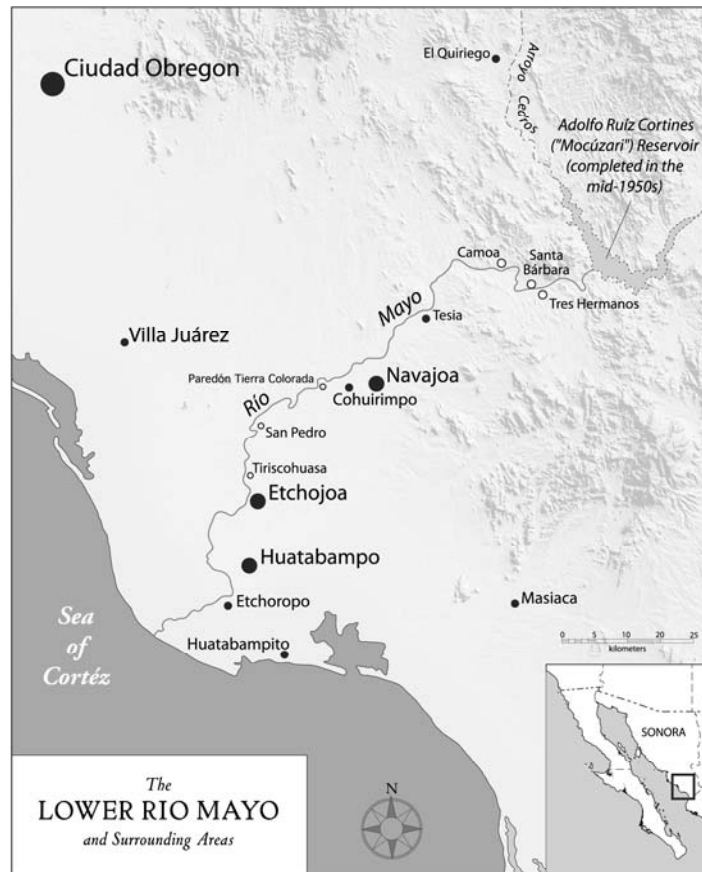 Ciudad Obregon
El Quiriego
Arroyo
Cedros
Adolfo Ruíz Cortines
("Mocúzari") Reservoir
(completed in the
mid-1950s)
Camoa
Santa
Bárbara
Tres Hermanos
Mayo
Tesia
Villa Juárez
Paredón Tierra Colorada
Navajoa
Cohuirimpo
Río
San Pedro
Tiriscohuasa
Etchojoa
Huatabampo
Etchoropo
Masiaca
Sea
of
Cortéz
Huatabampito
0 5 10 15 20 25
kilometers
SONORA
N
The
LOWER RIO MAYO
and Surrounding Areas